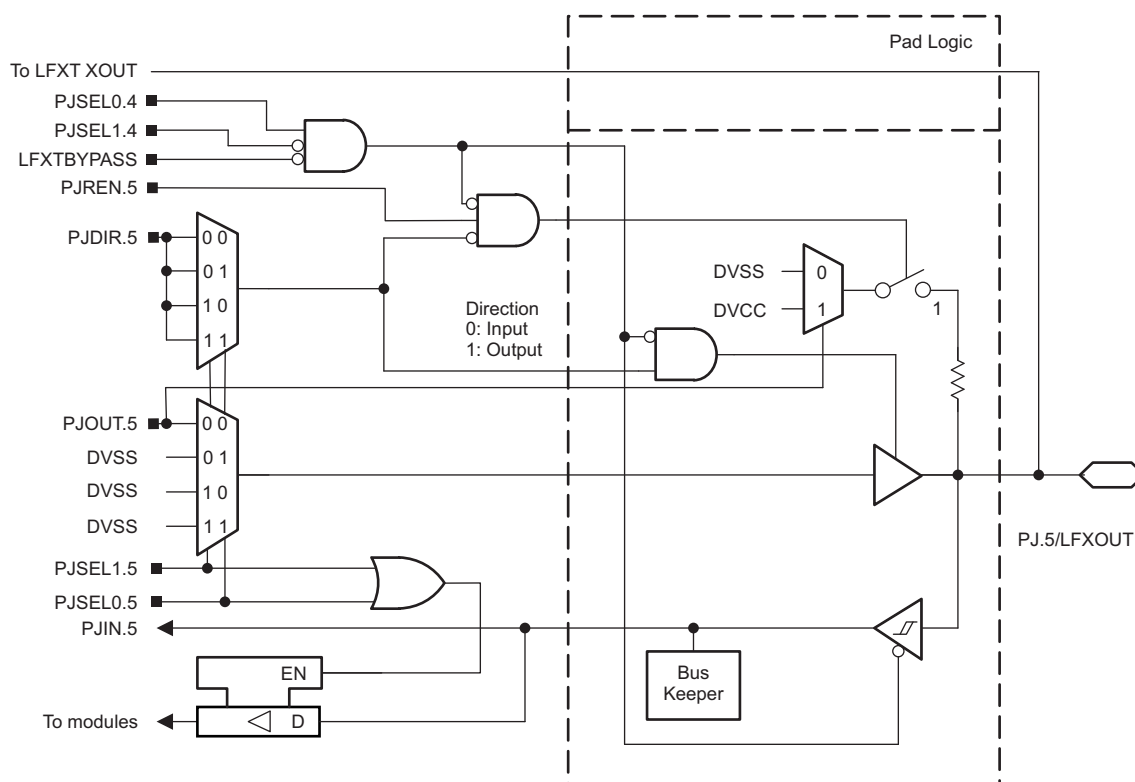 Pad Logic
To LFXT XOUT
PJSEL0.4
PJSEL1.4
LFXTBYPASS
PJREN.5
PJDIR.5
0 0
0 1
1 0
1 1
DVSS
0
DVCC
1
1
Direction
0: Input
1: Output
PJOUT.5
0 0
DVSS
0 1
DVSS
1 0
DVSS
1 1
PJ.5/LFXOUT
PJSEL1.5
PJSEL0.5
PJIN.5
Bus
Keeper
EN
To modules
D